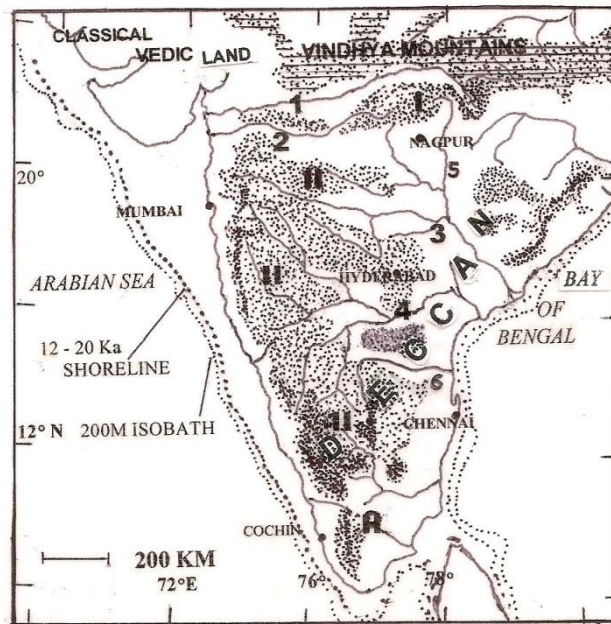 CLASSICAL
VEDIC LAND
VINDHYA MOUNTAINS
1
I
2
NAGPUR
5
20°
II
MUMBAI
3
N
A
ARABIAN SEA
II
HYDERABAD
BAY
OF
BENGAL
4
C
C
12 - 20 Ka
SHORELINE
E
6
12° N
200M ISOBATH
II
CHENNAI
D
COCHIN
200 KM
72°E
76°
78°